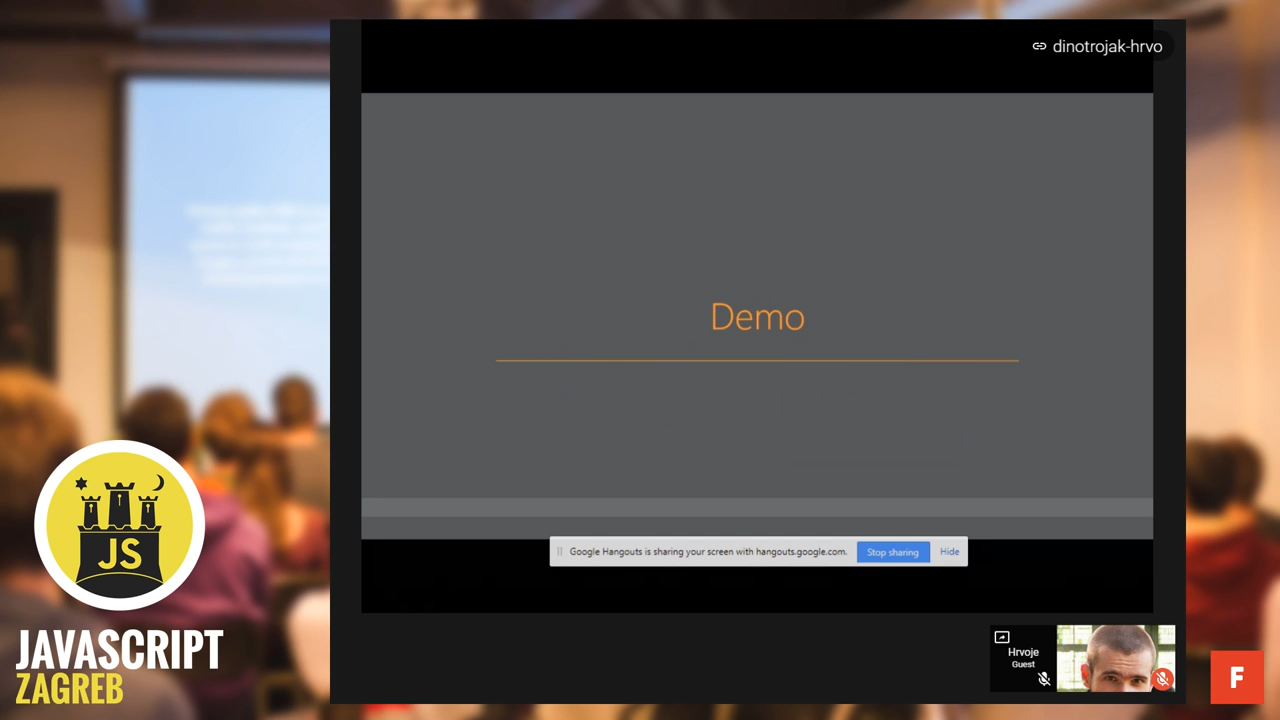 dinotrojak-hrvo
Demo
Google Hangouts is sharing your screen with hangouts.google.com.
Stop sharing
Hide
Hrvoje
Guest
JS
JAVASCRIPT
ZAGREB
F